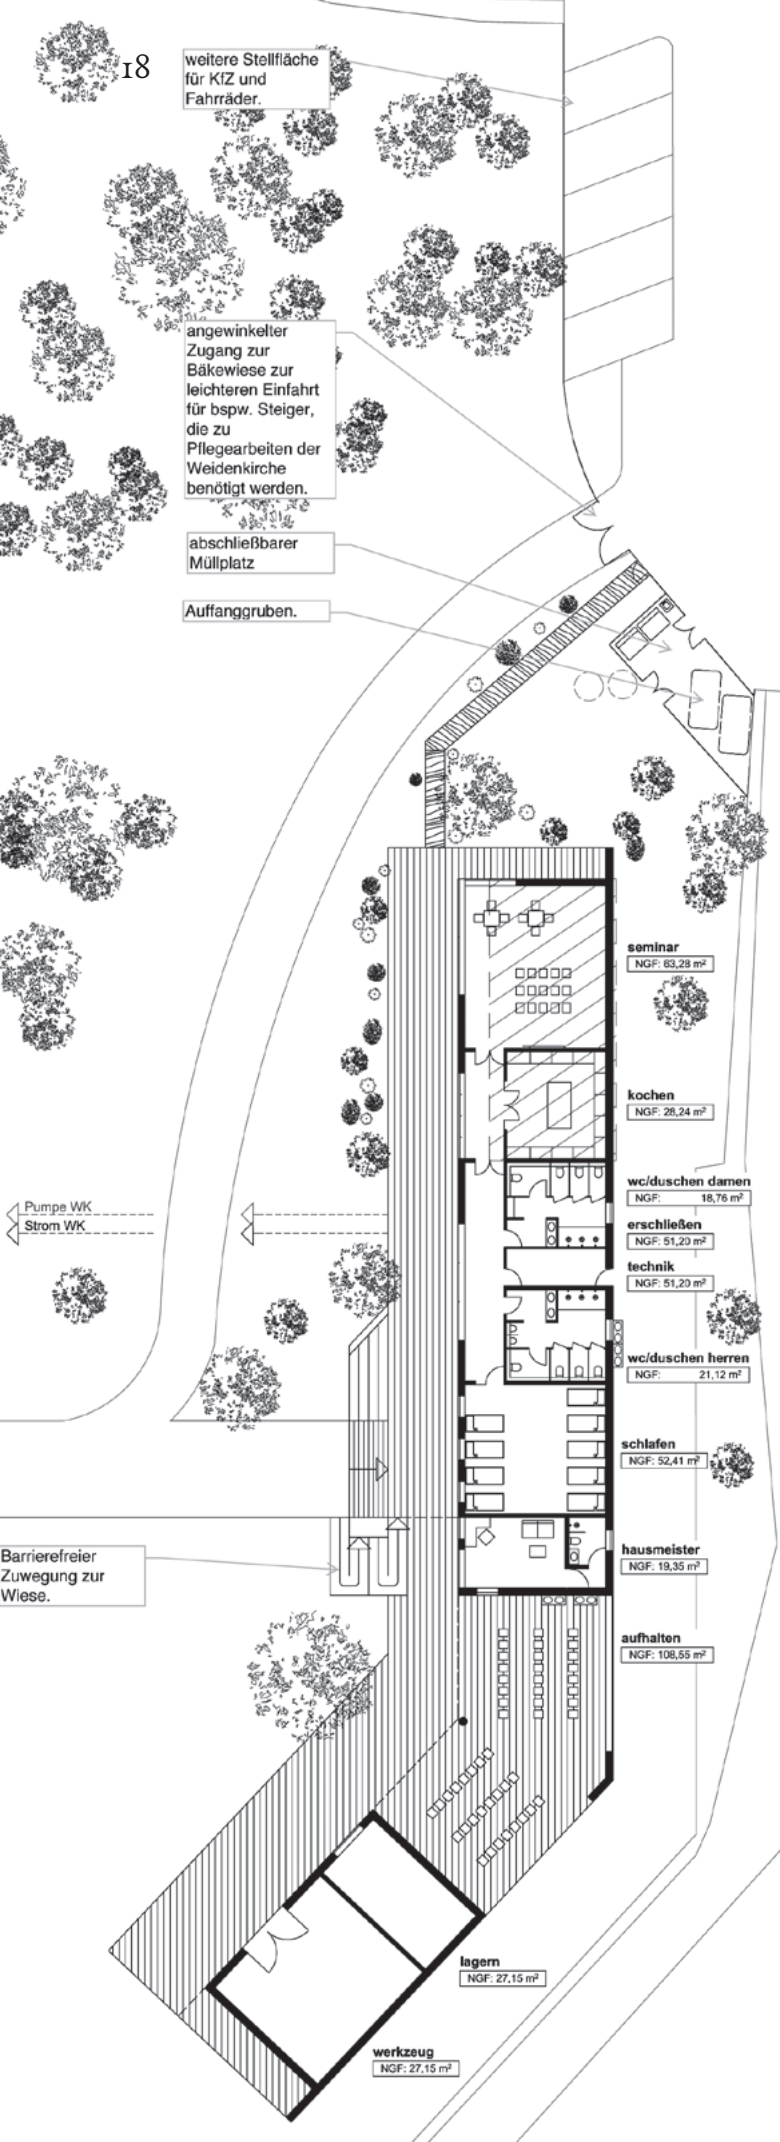 18
weitere Stellfläche
für KfZ und
Fahrräder.
angewinkelter
Zugang zur
Bäkewiese zur
leichteren Einfahrt
für bspw. Steiger,
die zu
Pflegearbeiten der
Weidenkirche
benötigt werden.
abschließbarer
Müllplatz
Auffanggruben.
seminar
NGF: 63,28 m²
kochen
NGF: 28,24 m²
wc/duschen damen
NGF: 18,76 m²
Pumpe WK
Strom WK
erschließen
NGF: 51,20 m²
technik
NGF: 51,20 m²
wc/duschen herren
NGF: 21,12 m²
schlafen
NGF: 52,41 m²
Barrierefreier
Zuwegung zur
Wiese.
hausmeister
NGF: 19,35 m²
aufhalten
NGF: 108,55 m²
lagern
NGF: 27,15 m²
werkzeug
NGF: 27,15 m²